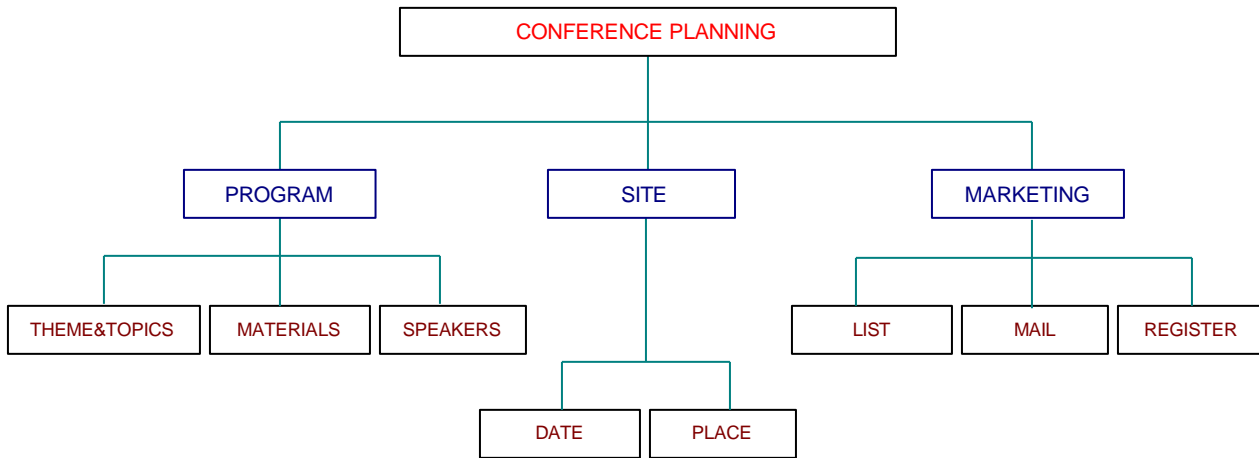 CONFERENCE PLANNING
PROGRAM
SITE
MARKETING
THEME&TOPICS
MATERIALS
SPEAKERS
LIST
MAIL
REGISTER
DATE
PLACE